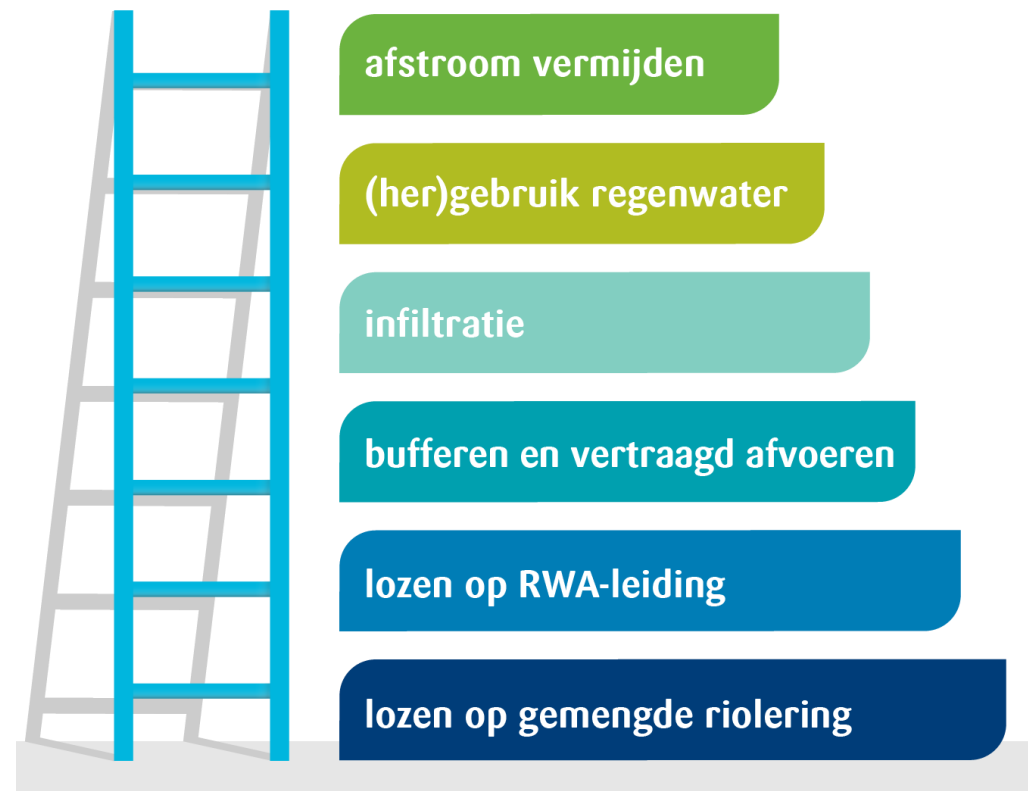 afstroom vermijden
(her)gebruik regenwater
infiltratie
bufferen en vertraagd afvoeren
lozen op RWA-leiding
lozen op gemengde riolering